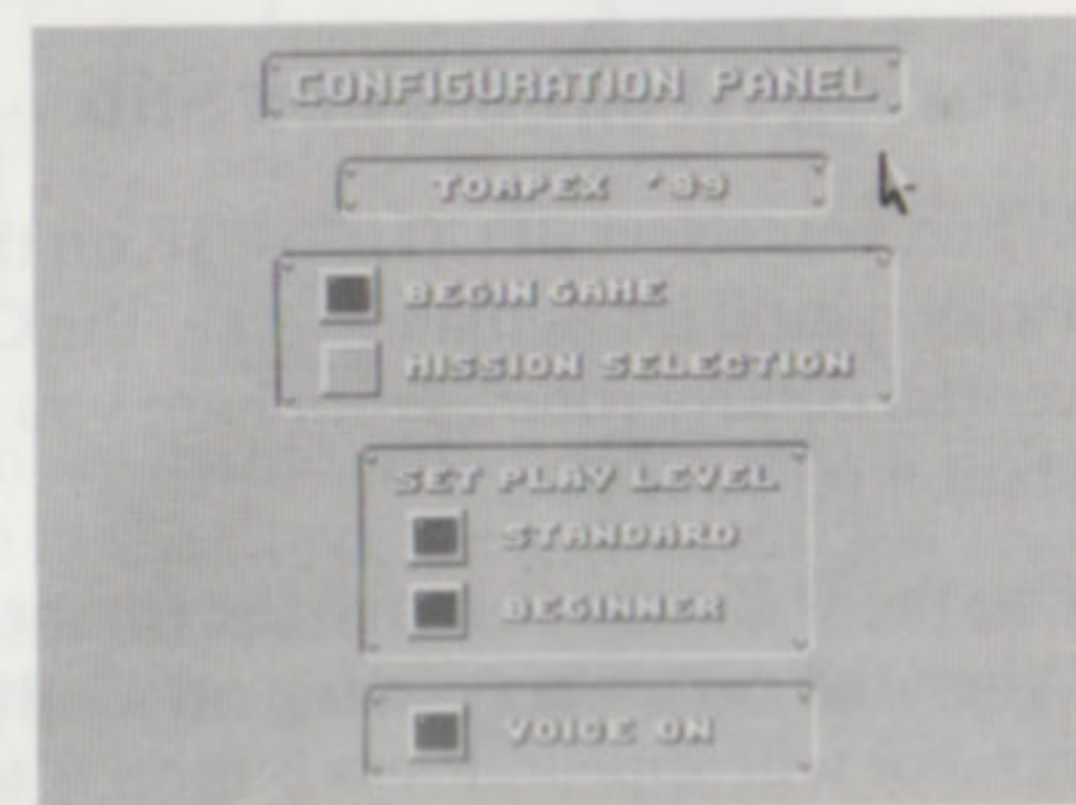 CONFIGURATION PANEL
TORPEX '89
BEGIN GAME
MISSION SELECTION
SET PLAY LEVEL
STANDARD
BEGINNER
VOICE ON